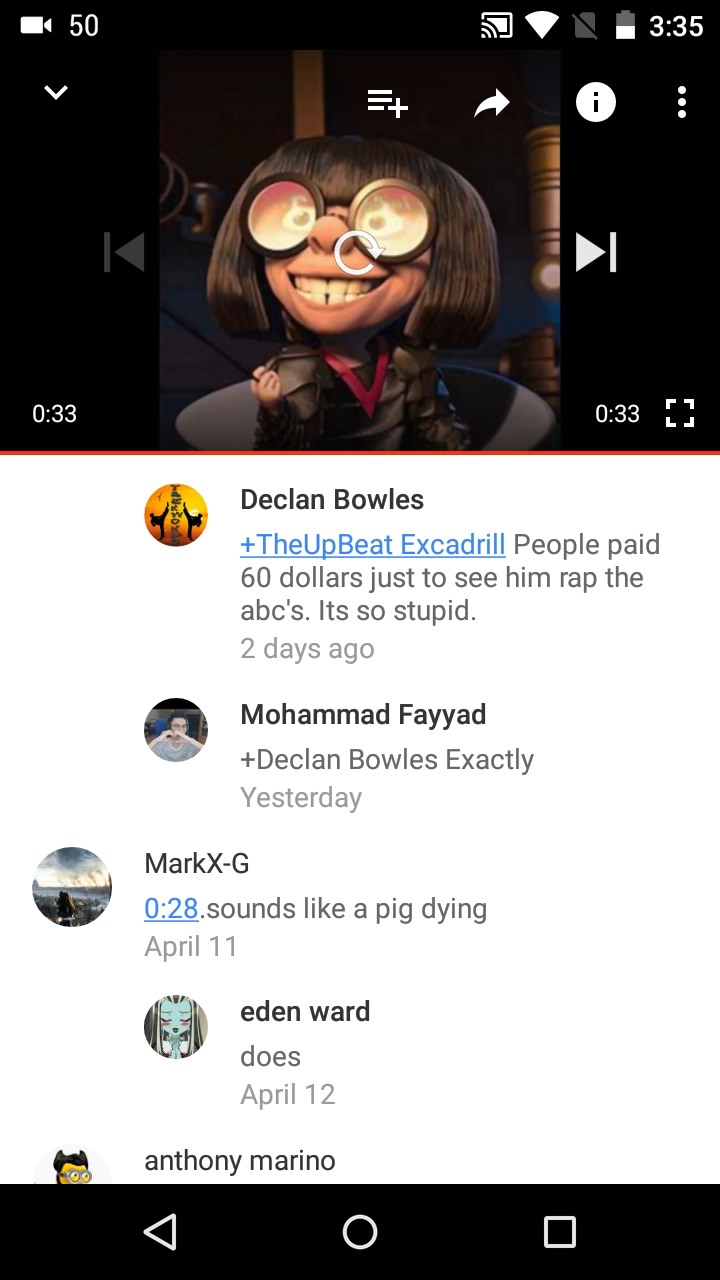 50
3:35
0:33
0:33
Declan Bowles
+TheUpBeat Excadrill People paid
60 dollars just to see him rap the
abc's. Its so stupid.
2 days ago
Mohammad Fayyad
+Declan Bowles Exactly
Yesterday
MarkX-G
0:28.sounds like a pig dying
April 11
eden ward
does
April 12
anthony marino